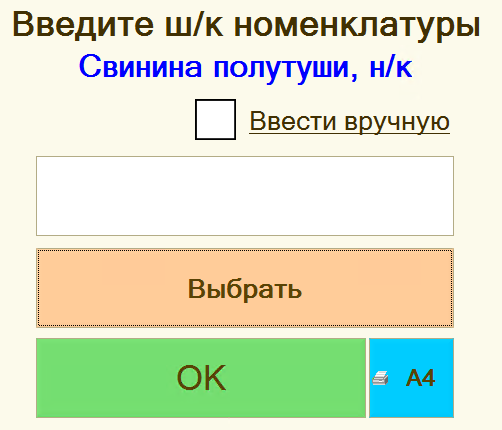 Введите ш/к номенклатуры
Свинина полутуши, н/к
Ввести вручную
Выбрать
OK
A4